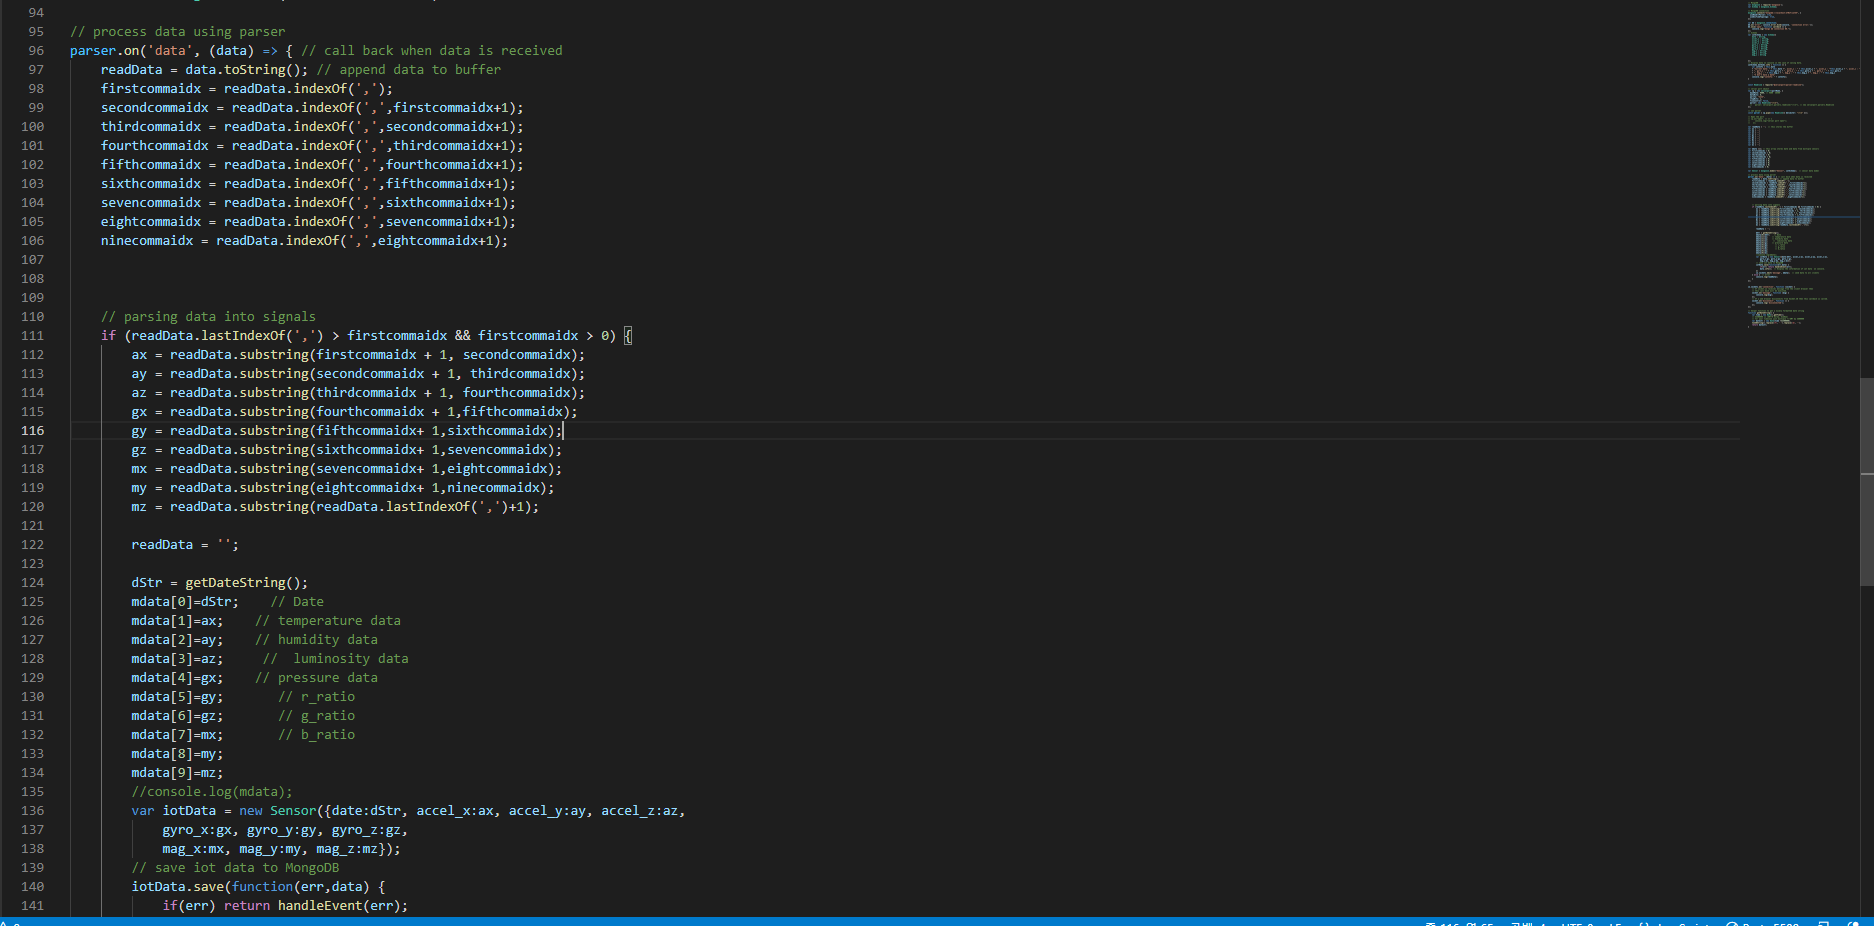 94
95 // process data using parser
96 parser.on('data', (data) => { // call back when data is received
97 readData = data.toString(); // append data to buffer
98 firstcommaidx = readData.indexOf(',');
99 secondcommaidx = readData.indexOf(',',firstcommaidx+1);
100 thirdcommaidx = readData.indexOf(',',secondcommaidx+1);
101 fourthcommaidx = readData.indexOf(',',thirdcommaidx+1);
102 fifthcommaidx = readData.indexOf(',',fourthcommaidx+1);
103 sixthcommaidx = readData.indexOf(',',fifthcommaidx+1);
104 sevencommaidx = readData.indexOf(',',sixthcommaidx+1);
105 eightcommaidx = readData.indexOf(',',sevencommaidx+1);
106 ninecommaidx = readData.indexOf(',',eightcommaidx+1);
107
108
109
110 // parsing data into signals
111 if (readData.lastIndexOf(',') > firstcommaidx && firstcommaidx > 0) {
112 ax = readData.substring(firstcommaidx + 1, secondcommaidx);
113 ay = readData.substring(secondcommaidx + 1, thirdcommaidx);
114 az = readData.substring(thirdcommaidx + 1, fourthcommaidx);
115 gx = readData.substring(fourthcommaidx + 1,fifthcommaidx);
116 gy = readData.substring(fifthcommaidx+ 1,sixthcommaidx);
117 gz = readData.substring(sixthcommaidx+ 1,sevencommaidx);
118 mx = readData.substring(sevencommaidx+ 1,eightcommaidx);
119 my = readData.substring(eightcommaidx+ 1,ninecommaidx);
120 mz = readData.substring(readData.lastIndexOf(',')+1);
121
122 readData = '';
123
124 dStr = getDateString();
125 mdata[0]=dStr; // Date
126 mdata[1]=ax; // temperature data
127 mdata[2]=ay; // humidity data
128 mdata[3]=az; // luminosity data
129 mdata[4]=gx; // pressure data
130 mdata[5]=gy; // r_ratio
131 mdata[6]=gz; // g_ratio
132 mdata[7]=mx; // b_ratio
133 mdata[8]=my;
134 mdata[9]=mz;
135 //console.log(mdata);
136 var iotData = new Sensor({date:dStr, accel_x:ax, accel_y:ay, accel_z:az,
137 gyro_x:gx, gyro_y:gy, gyro_z:gz,
138 mag_x:mx, mag_y:my, mag_z:mz});
139 // save iot data to MongoDB
140 iotData.save(function(err,data) {
141 if(err) return handleEvent(err);